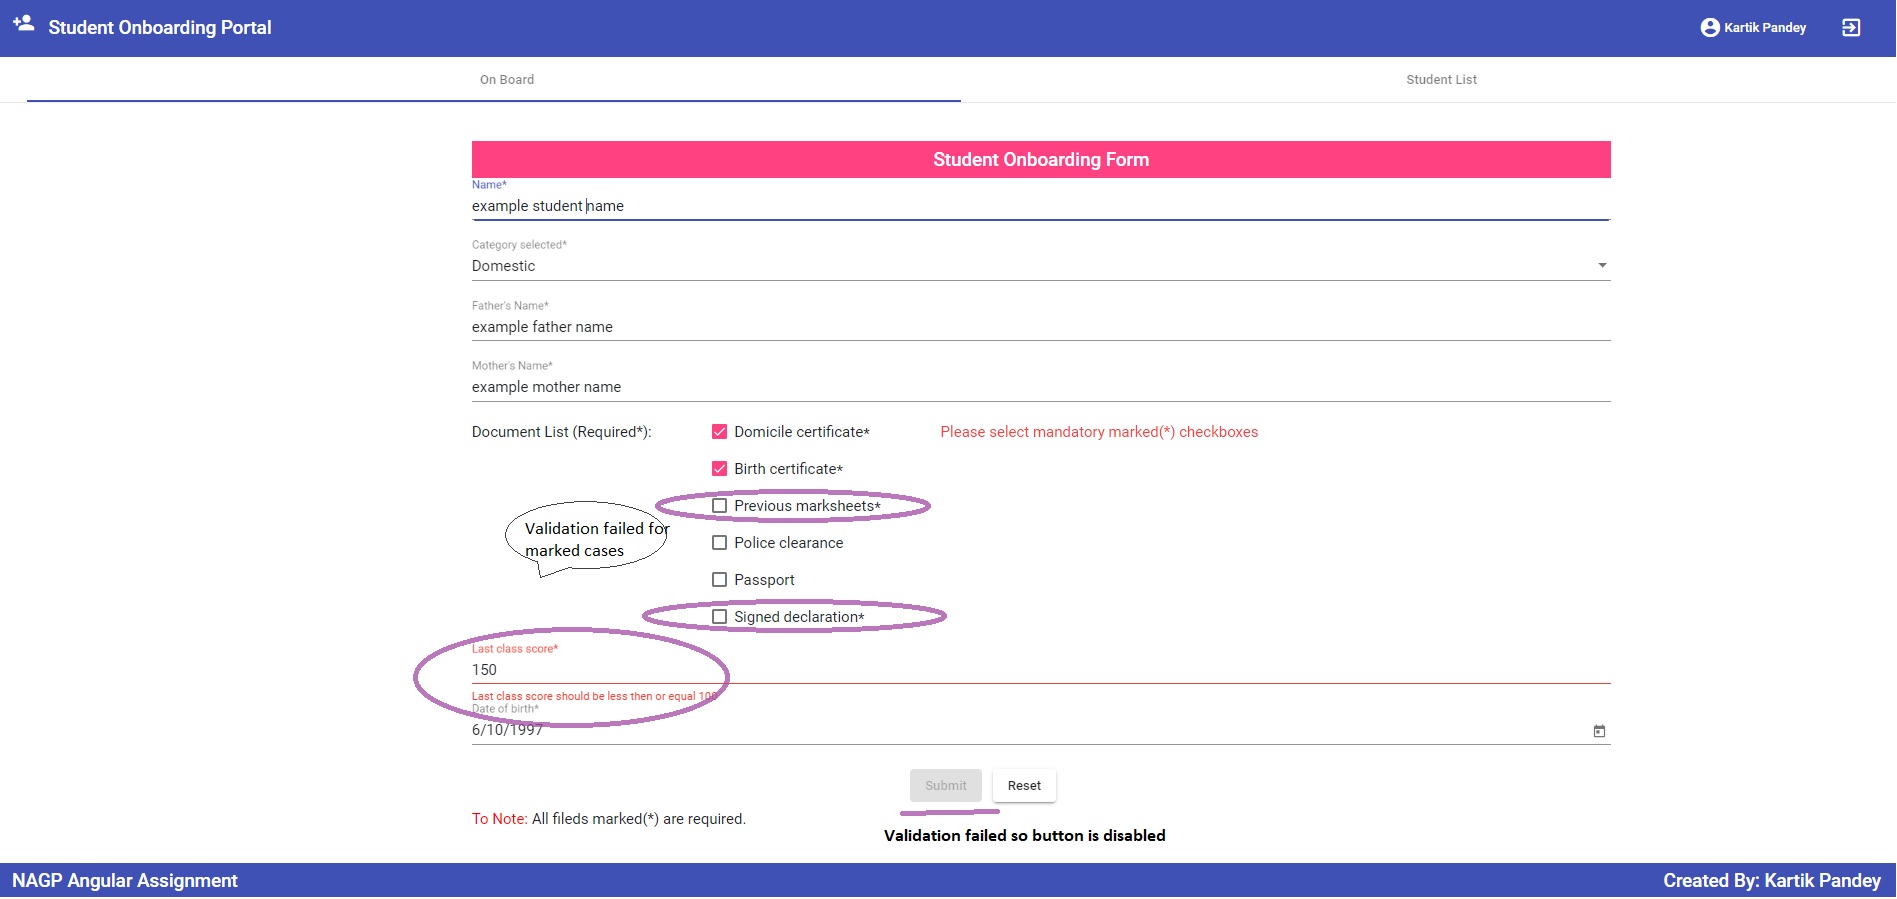 Student Onboarding Portal
Kartik Pandey
On Board
Student List
Student Onboarding Form
Name*
example student name
Category selected*
Domestic
Father's Name*
example father name
Mother's Name*
example mother name
Document List (Required*):
Domicile certificate*
Please select mandatory marked(*) checkboxes
Birth certificate*
Previous marksheets*
Validation failed for
marked cases
Police clearance
Passport
Signed declaration*
Last class score*
150
Last class score should be less then or equal 100
Date of birth*
6/10/1997
Submit
Reset
To Note: All fileds marked(*) are required.
Validation failed so button is disabled
NAGP Angular Assignment
Created By: Kartik Pandey